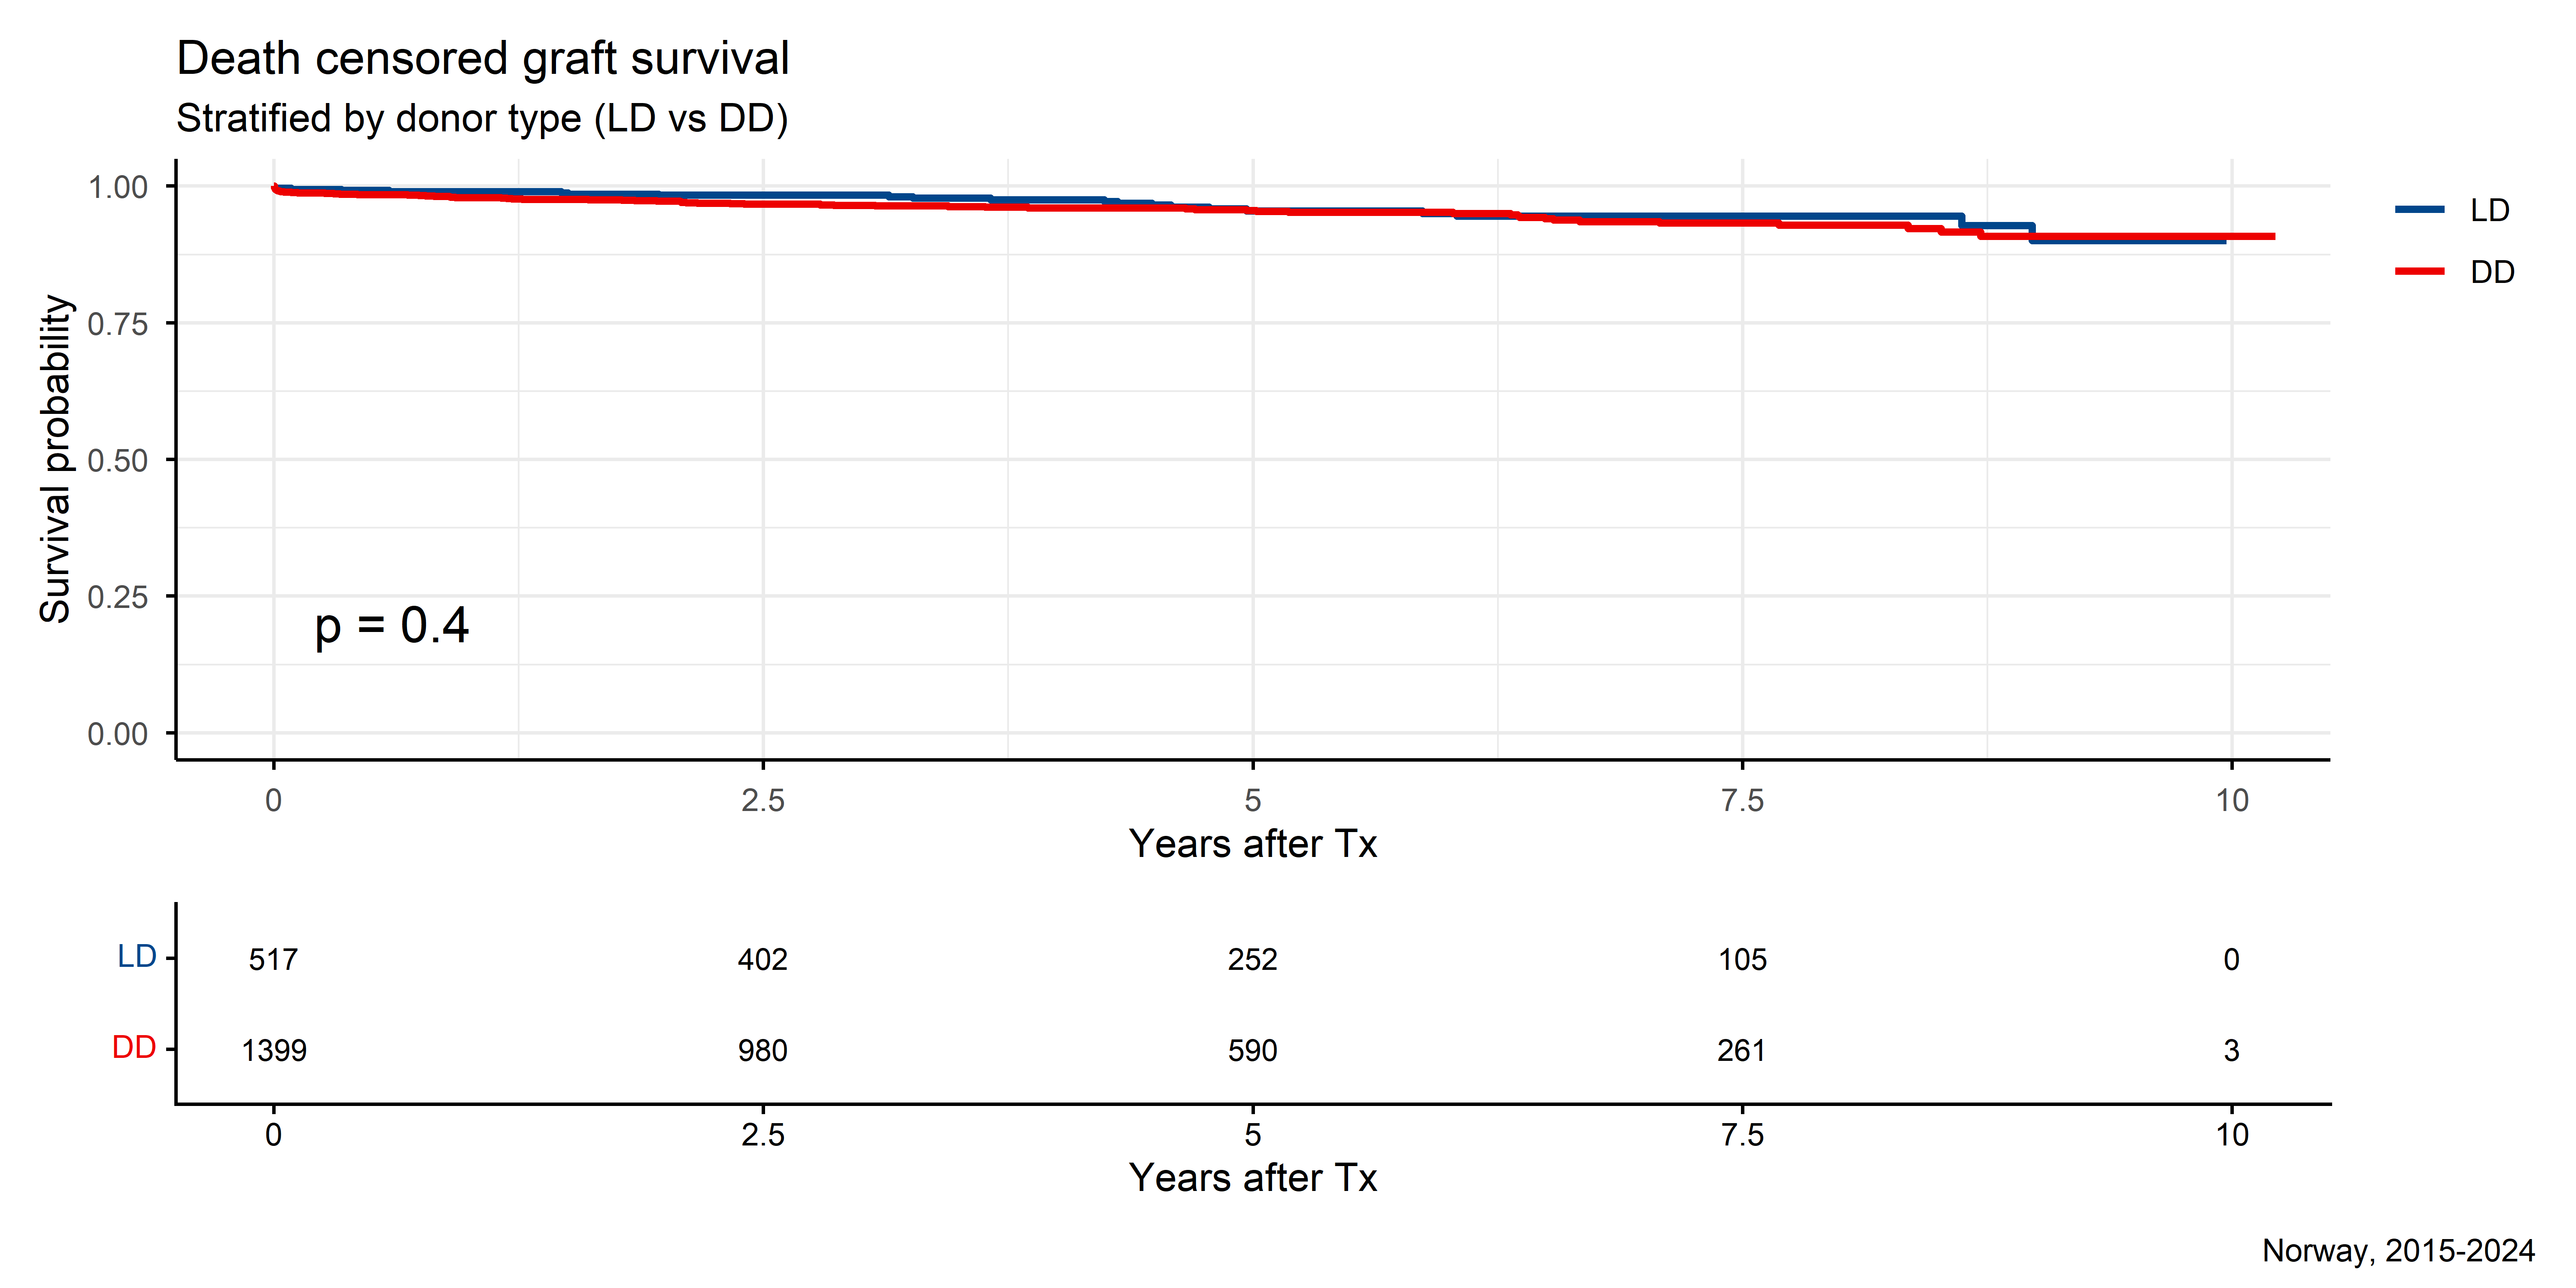 Death censored graft survival
Stratified by donor type (LD vs DD)
Survival probability
1.00
0.75
0.50
0.25
0.00
p = 0.4
LD
DD
0 2.5 5 7.5 10
Years after Tx
LD 517 402 252 105 0
DD 1399 980 590 261 3
0 2.5 5 7.5 10
Years after Tx
Norway, 2015-2024